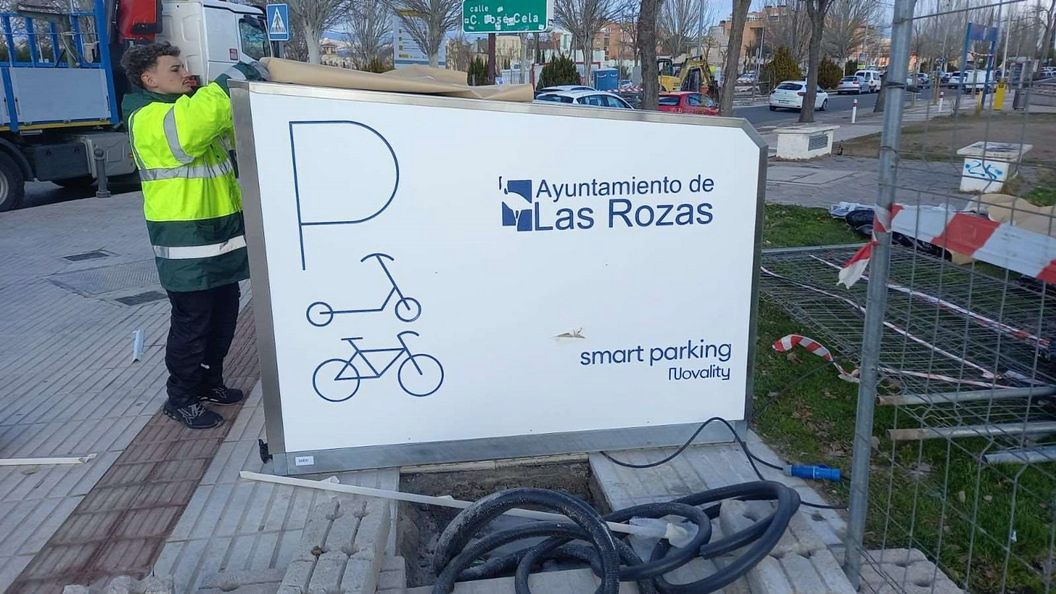 calle
C. José Cela
P
Ayuntamiento de
Las Rozas
smart parking
Novality